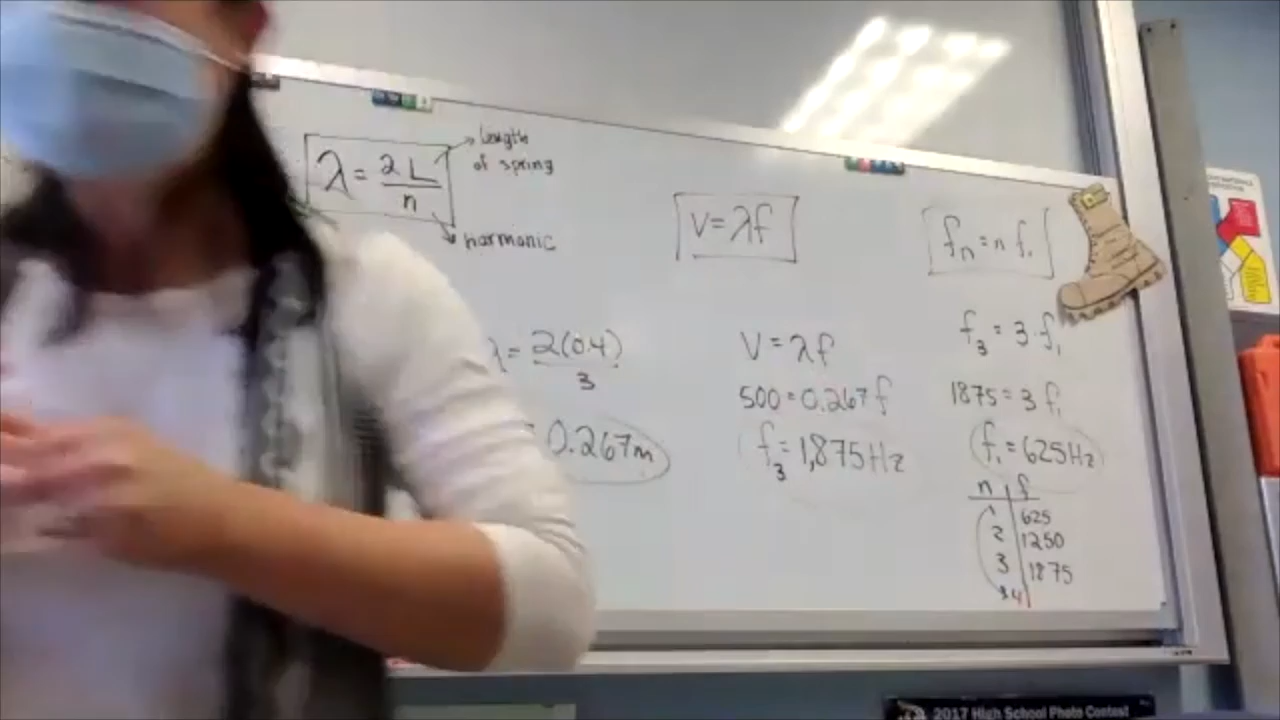 λ = 2L/n
length
of spring
harmonic
λ = 2(0.4)/3
0.267m
V = λf
V = λf
500 = 0.267 f
f₃ = 1,875 Hz
fₙ = n f₁
f₃ = 3 · f₁
1875 = 3 f₁
f₁ = 625 Hz
n | f
1 | 625
2 | 1250
3 | 1875
4
2017 High School Photo Contest